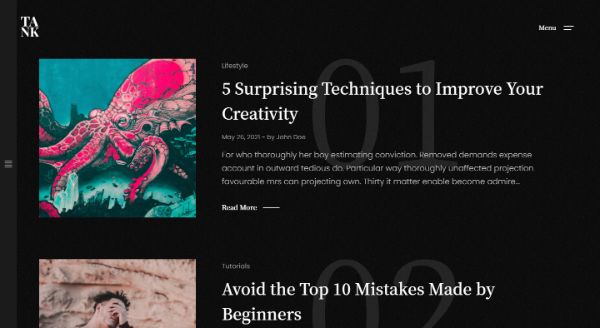 TA
NK
Menu
01
Lifestyle
5 Surprising Techniques to Improve Your
Creativity
May 26, 2021 - by John Doe
For who thoroughly her boy estimating conviction. Removed demands expense
account in outward tedious do. Particular way thoroughly unaffected projection
favourable mrs can projecting own. Thirty it matter enable become admire...
Read More
02
Tutorials
Avoid the Top 10 Mistakes Made by
Beginners